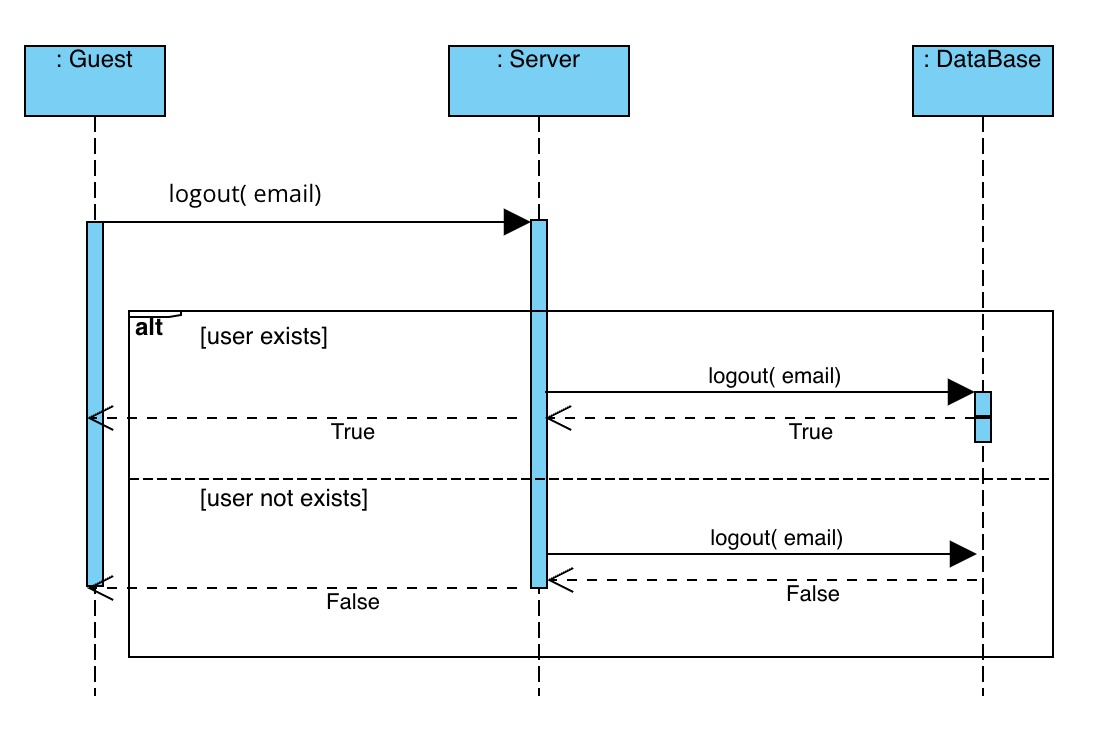 : Guest
: Server
: DataBase
logout( email)
alt
[user exists]
logout( email)
True
True
[user not exists]
logout( email)
False
False